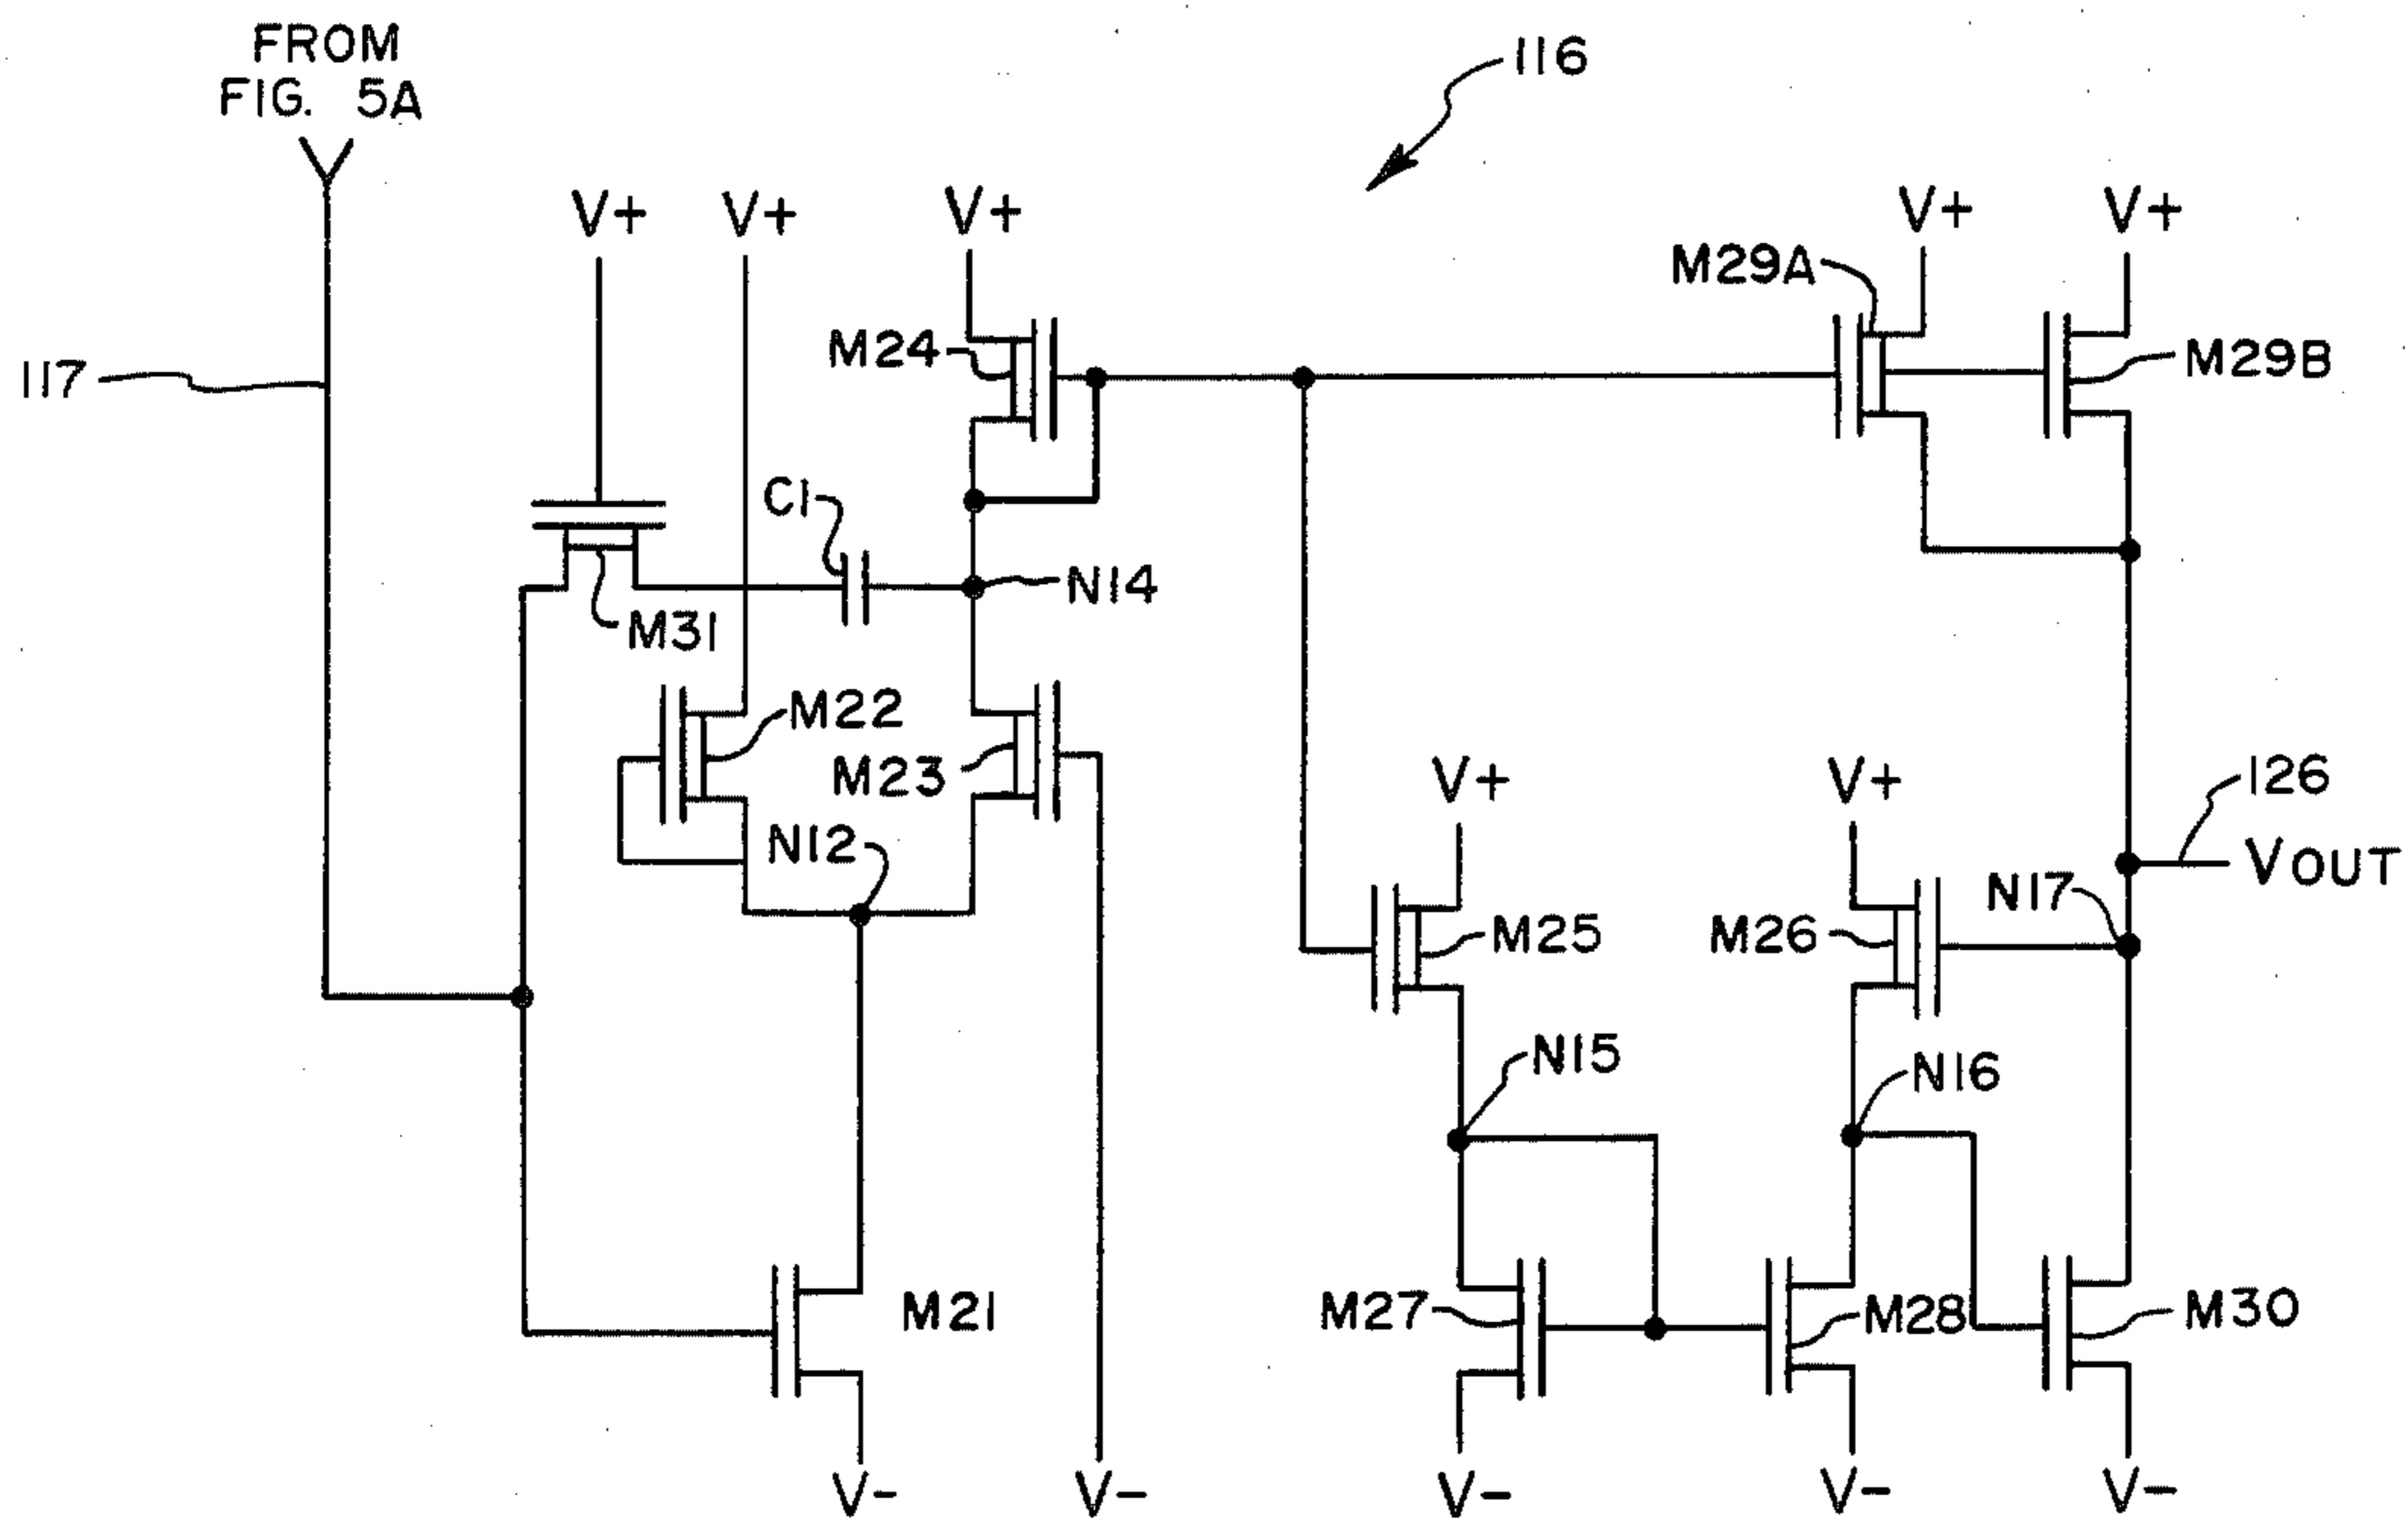 FROM
FIG. 5A
116
V+
V+
V+
V+
V+
M29A
M24
M29B
117
C1
N14
M31
M22
M23
V+
V+
126
N12
VOUT
N17
M25
M26
N15
N16
M21
M27
M28
M30
V-
V-
V-
V-
V-